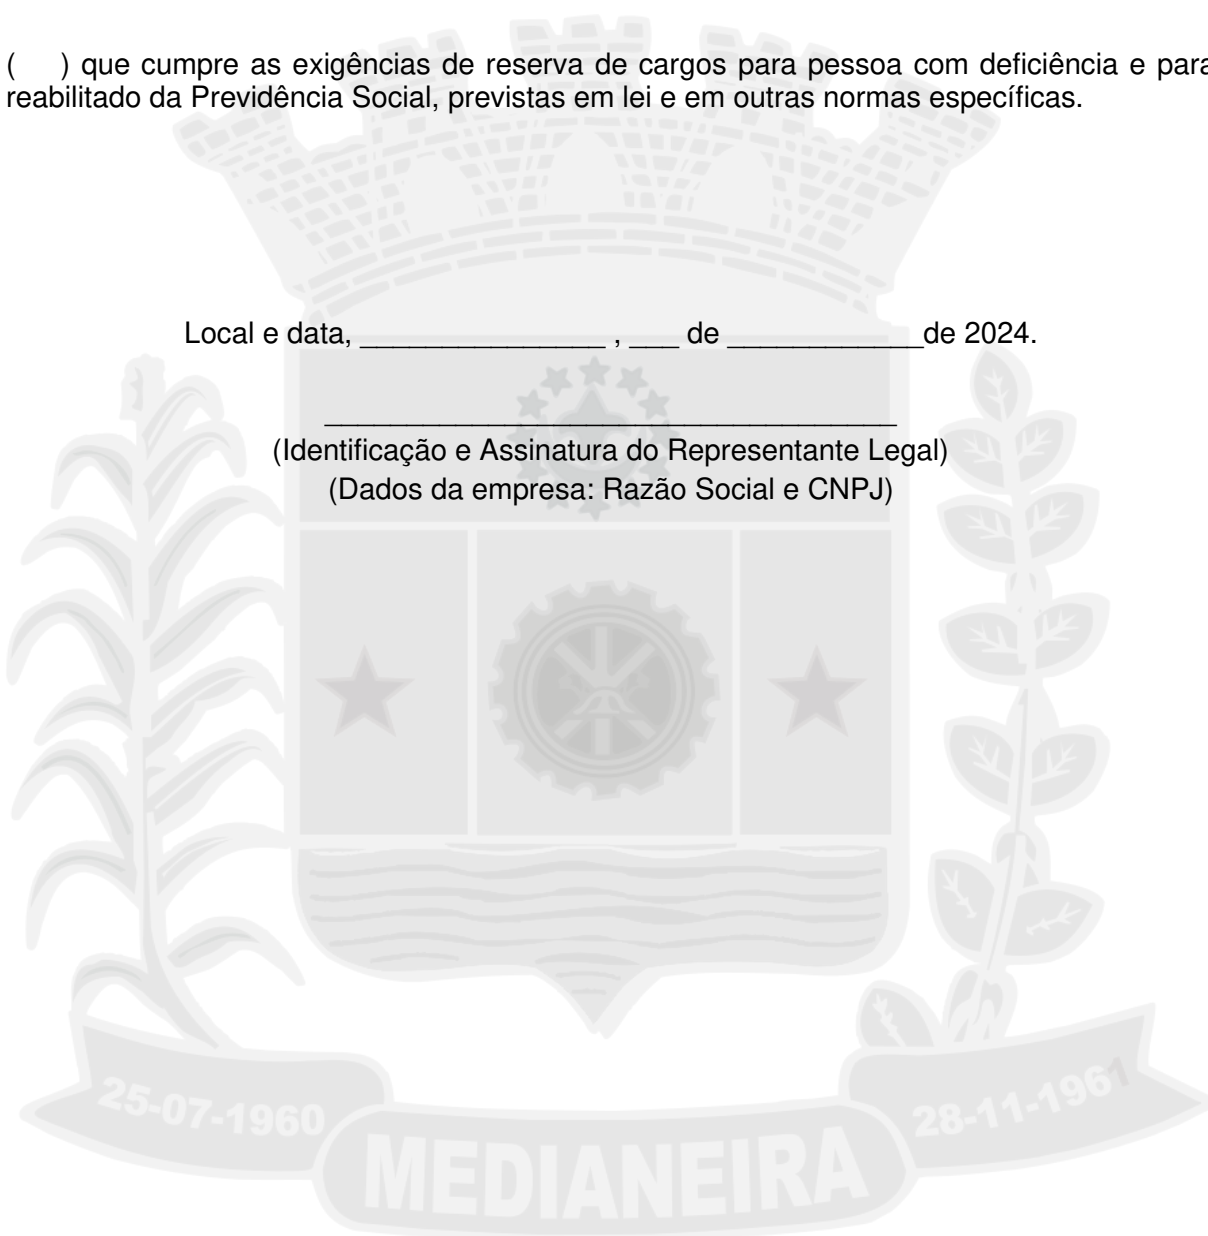 ( ) que cumpre as exigências de reserva de cargos para pessoa com deficiência e para
reabilitado da Previdência Social, previstas em lei e em outras normas específicas.
Local e data, _______________ , ___ de ____________de 2024.
___________________________________
(Identificação e Assinatura do Representante Legal)
(Dados da empresa: Razão Social e CNPJ)
25-07-1960
28-11-1961
MEDIANEIRA